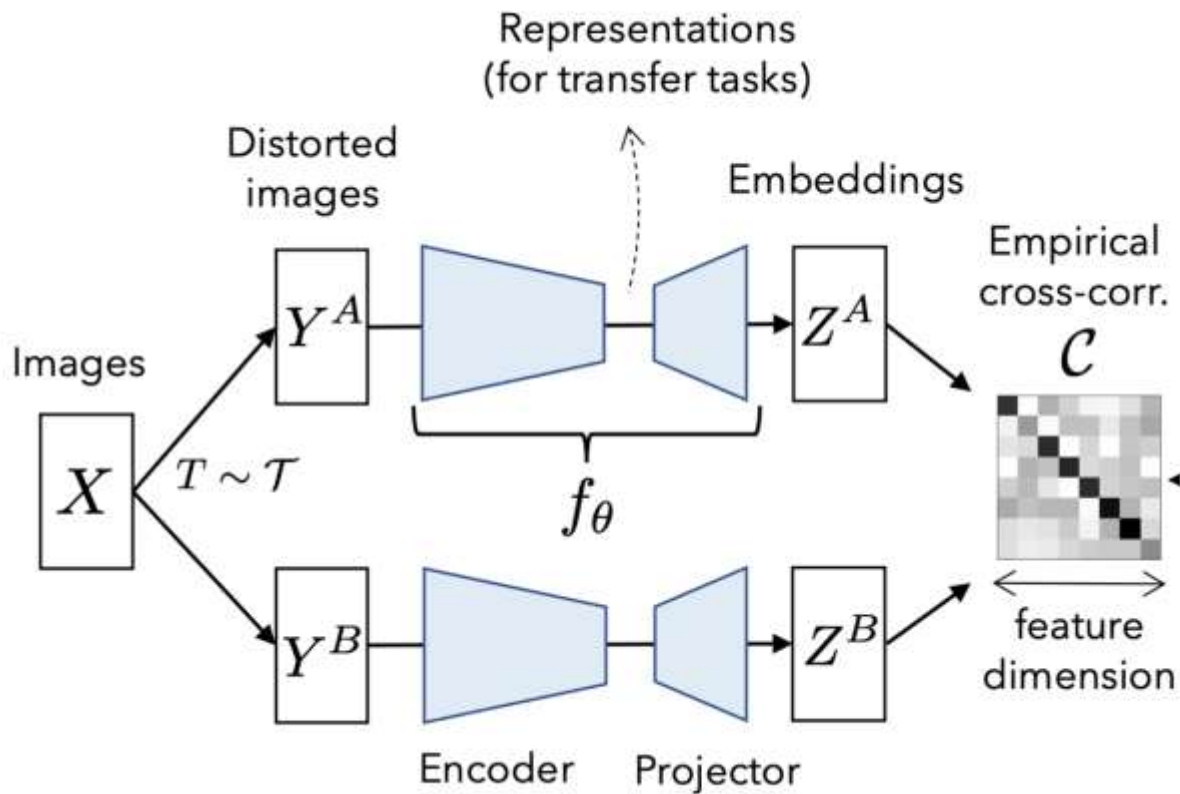 Representations
(for transfer tasks)
Distorted
images
Embeddings
Empirical
cross-corr.
𝒞
Images
Y^A
Z^A
X
T ∼ 𝒯
f_θ
Y^B
Z^B
feature
dimension
Encoder
Projector